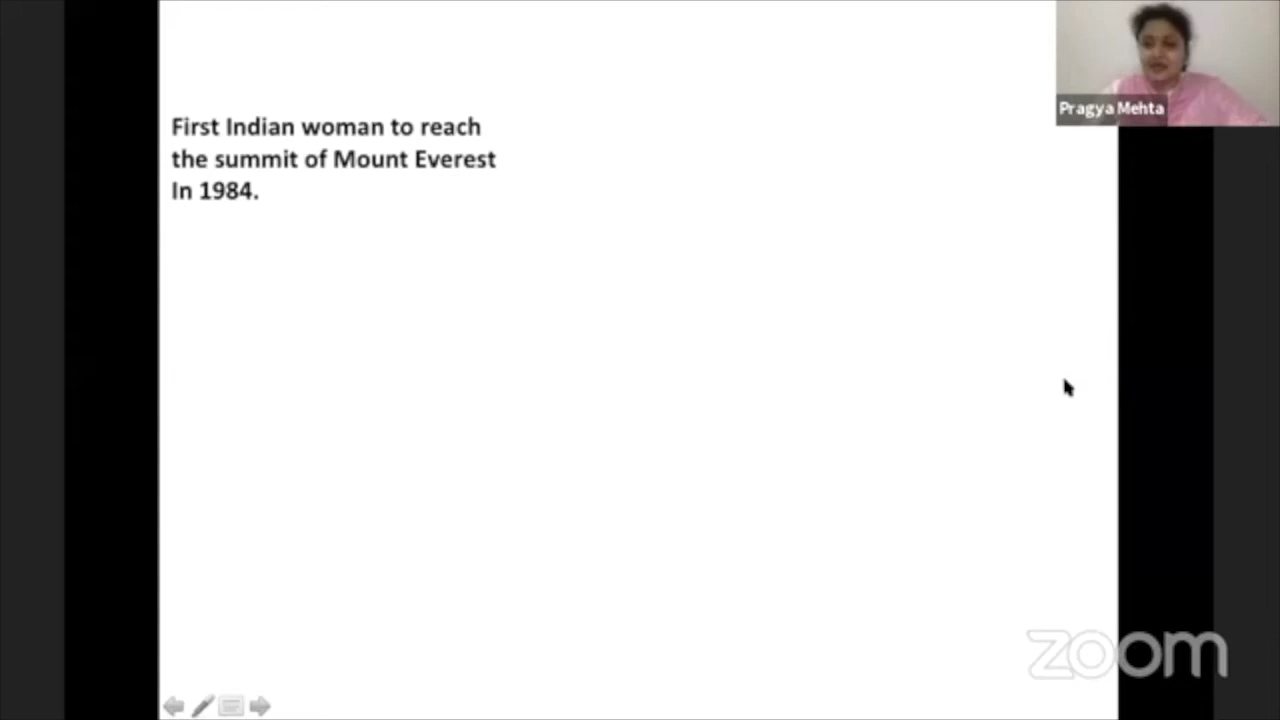 First Indian woman to reach
the summit of Mount Everest
In 1984.
Pragya Mehta
zoom